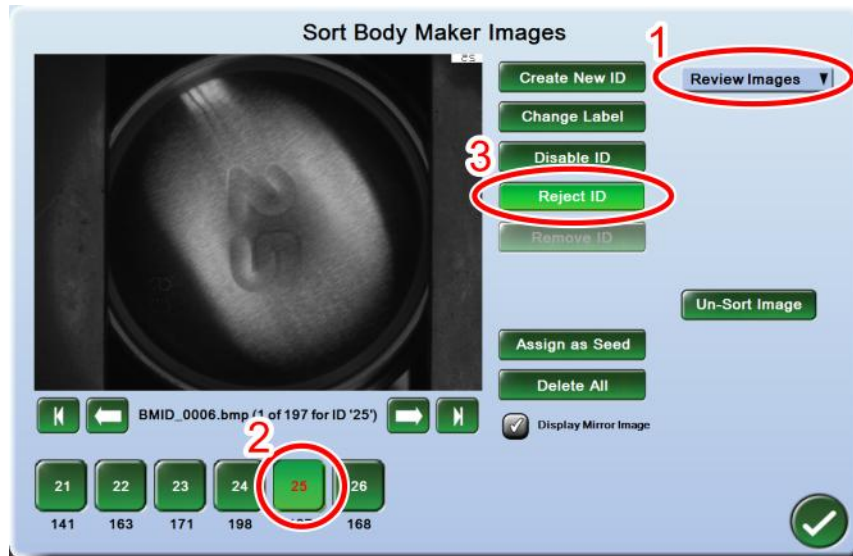 Sort Body Maker Images
1
Create New ID
Review Images
Change Label
3
Disable ID
Reject ID
Remove ID
25
Un-Sort Image
Assign as Seed
Delete All
BMID_0006.bmp (1 of 197 for ID '25')
Display Mirror Image
2
21 22 23 24 25 26
141 163 171 198 168